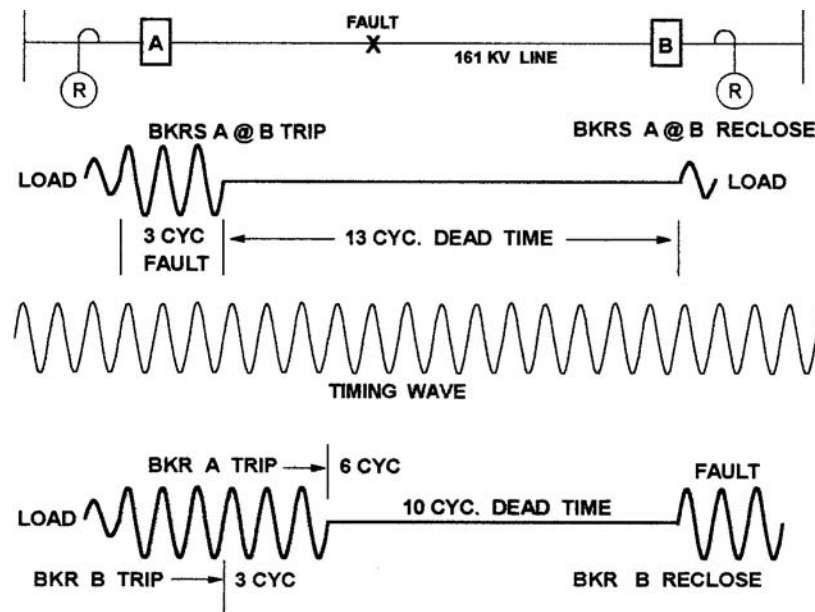 FAULT
A
X
B
161 KV LINE
R
R
BKRS A @ B TRIP
BKRS A @ B RECLOSE
LOAD
LOAD
3 CYC
FAULT
13 CYC. DEAD TIME
TIMING WAVE
BKR A TRIP
6 CYC
FAULT
LOAD
10 CYC. DEAD TIME
BKR B TRIP
3 CYC
BKR B RECLOSE